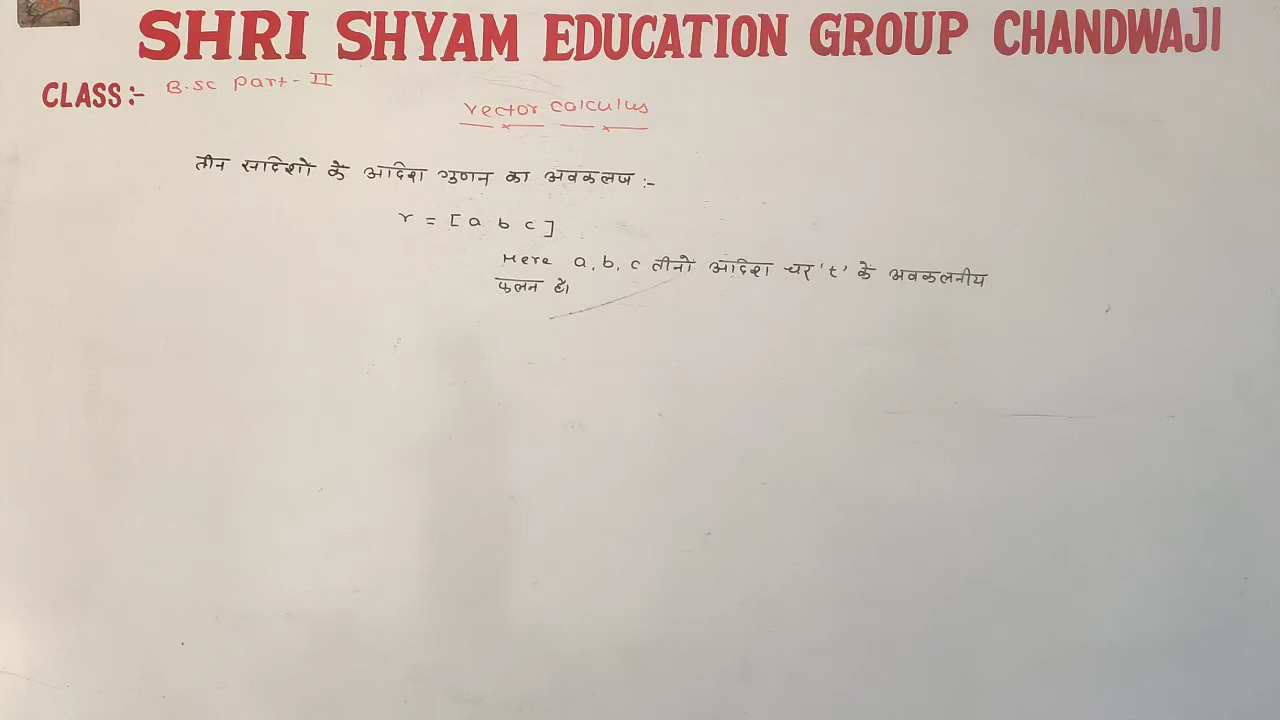 SHRI SHYAM EDUCATION GROUP CHANDWAJI
CLASS:- B.Sc Part-II
vector calculus
तीन सदिशों के अदिश गुणन का अवकलज :-
r = [a b c]
Here a, b, c तीनों अदिश चर 't' के अवकलनीय
फलन है।